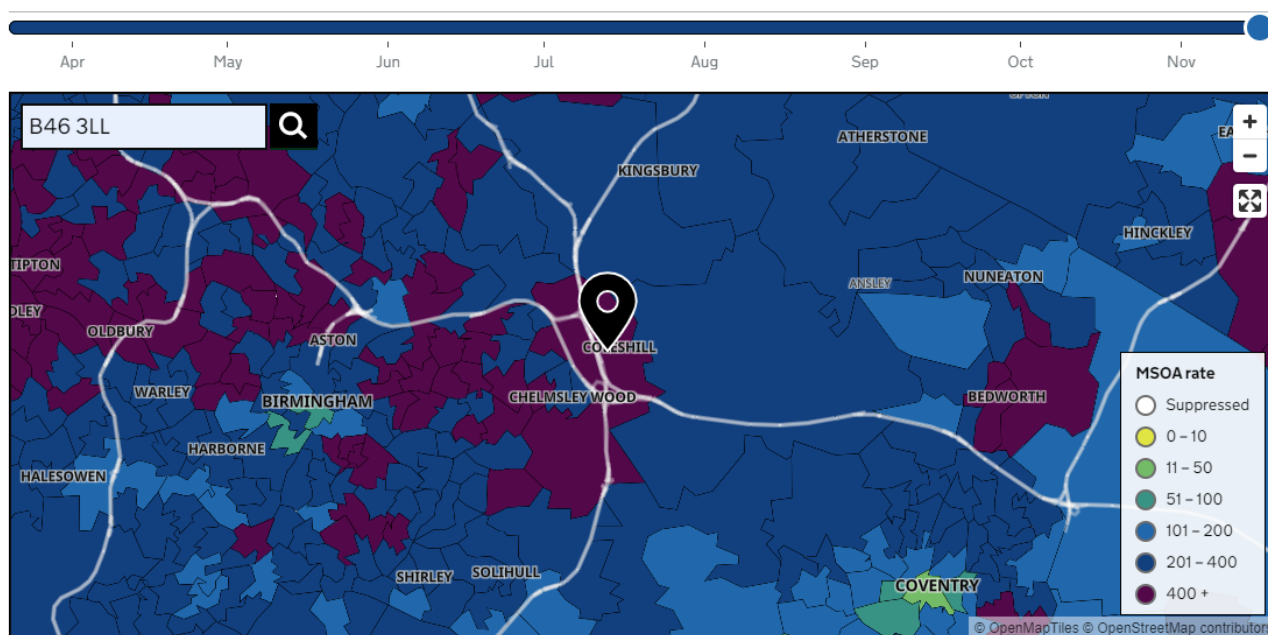 Apr May Jun Jul Aug Sep Oct Nov
B46 3LL
+
−
ATHERSTONE
KINGSBURY
HINCKLEY
TIPTON
NUNEATON
ANSLEY
OLDBURY
ASTON
COLESHILL
WARLEY
BIRMINGHAM
CHELMSLEY WOOD
BEDWORTH
HARBORNE
HALESOWEN
SHIRLEY
SOLIHULL
COVENTRY
MSOA rate
Suppressed
0 – 10
11 – 50
51 – 100
101 – 200
201 – 400
400 +
© OpenMapTiles © OpenStreetMap contributors